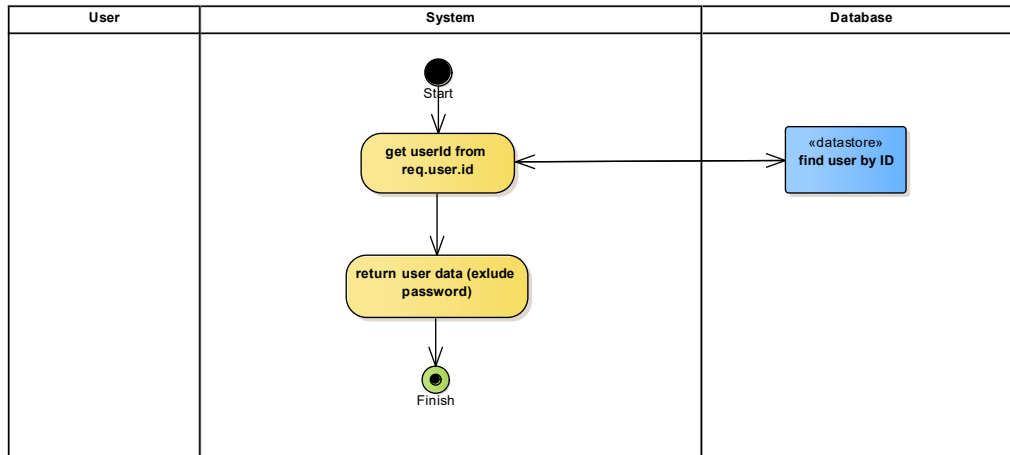 User
System
Database
Start
get userId from
req.user.id
«datastore»
find user by ID
return user data (exlude
password)
Finish